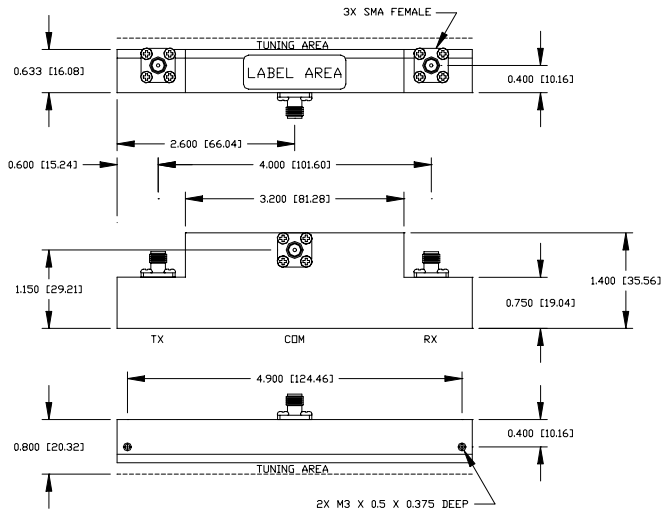 3X SMA FEMALE
TUNING AREA
0.633 [16.08]
LABEL AREA
0.400 [10.16]
2.600 [66.04]
0.600 [15.24]
4.000 [101.60]
3.200 [81.28]
1.150 [29.21]
1.400 [35.56]
0.750 [19.04]
TX
COM
RX
4.900 [124.46]
0.800 [20.32]
0.400 [10.16]
TUNING AREA
2X M3 X 0.5 X 0.375 DEEP